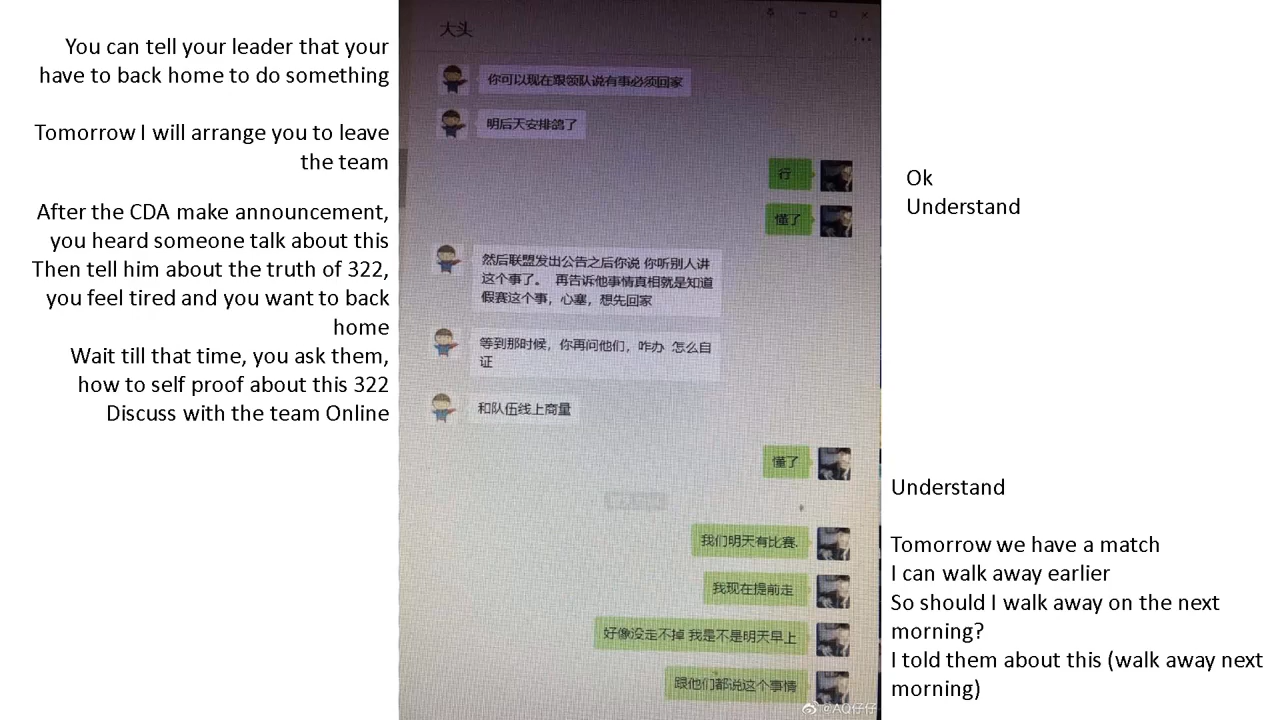 You can tell your leader that your
have to back home to do something
Tomorrow I will arrange you to leave
the team
After the CDA make announcement,
you heard someone talk about this
Then tell him about the truth of 322,
you feel tired and you want to back
home
Wait till that time, you ask them,
how to self proof about this 322
Discuss with the team Online
大头
你可以现在跟领队说有事必须回家
明后天安排鸽了
行
懂了
然后联盟发出公告之后你说 你听别人讲
这个事了。 再告诉他事情真相就是知道
假赛这个事，心塞，想先回家
等到那时候，你再问他们，咋办 怎么自
证
和队伍线上商量
懂了
我们明天有比赛.
我现在提前走
好像没走不掉 我是不是明天早上
跟他们都说这个事情
@AQ仔仔
Ok
Understand
Understand
Tomorrow we have a match
I can walk away earlier
So should I walk away on the next
morning?
I told them about this (walk away next
morning)